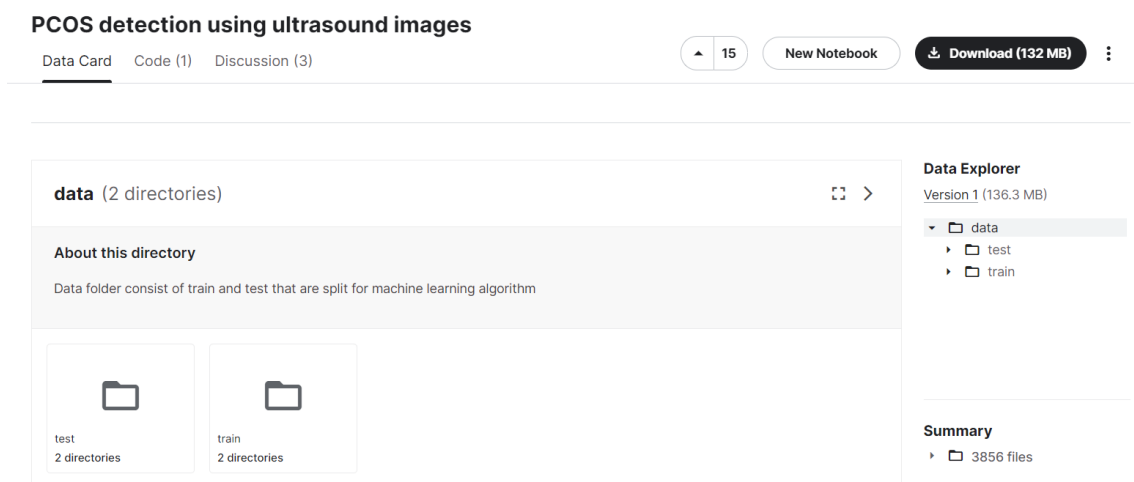 PCOS detection using ultrasound images
Data Card Code (1) Discussion (3)
15
New Notebook
Download (132 MB)
data (2 directories)
About this directory
Data folder consist of train and test that are split for machine learning algorithm
test
2 directories
train
2 directories
Data Explorer
Version 1 (136.3 MB)
data
test
train
Summary
3856 files